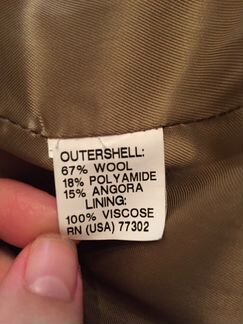 OUTERSHELL:
67% WOOL
18% POLYAMIDE
15% ANGORA
LINING:
100% VISCOSE
RN (USA) 77302